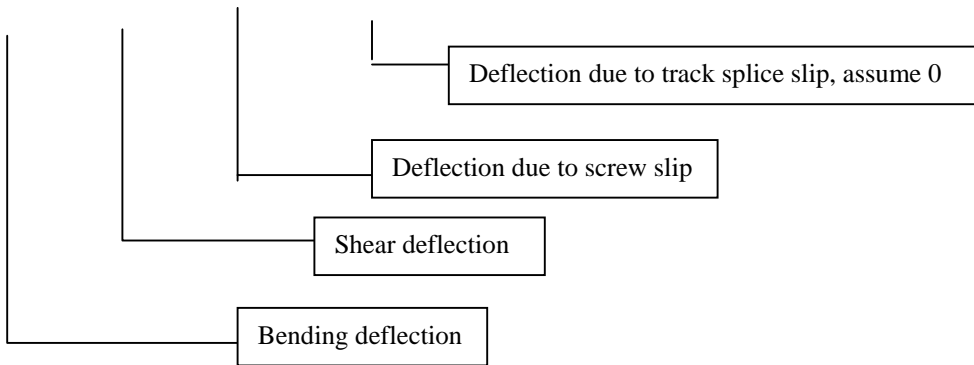 Deflection due to track splice slip, assume 0
Deflection due to screw slip
Shear deflection
Bending deflection